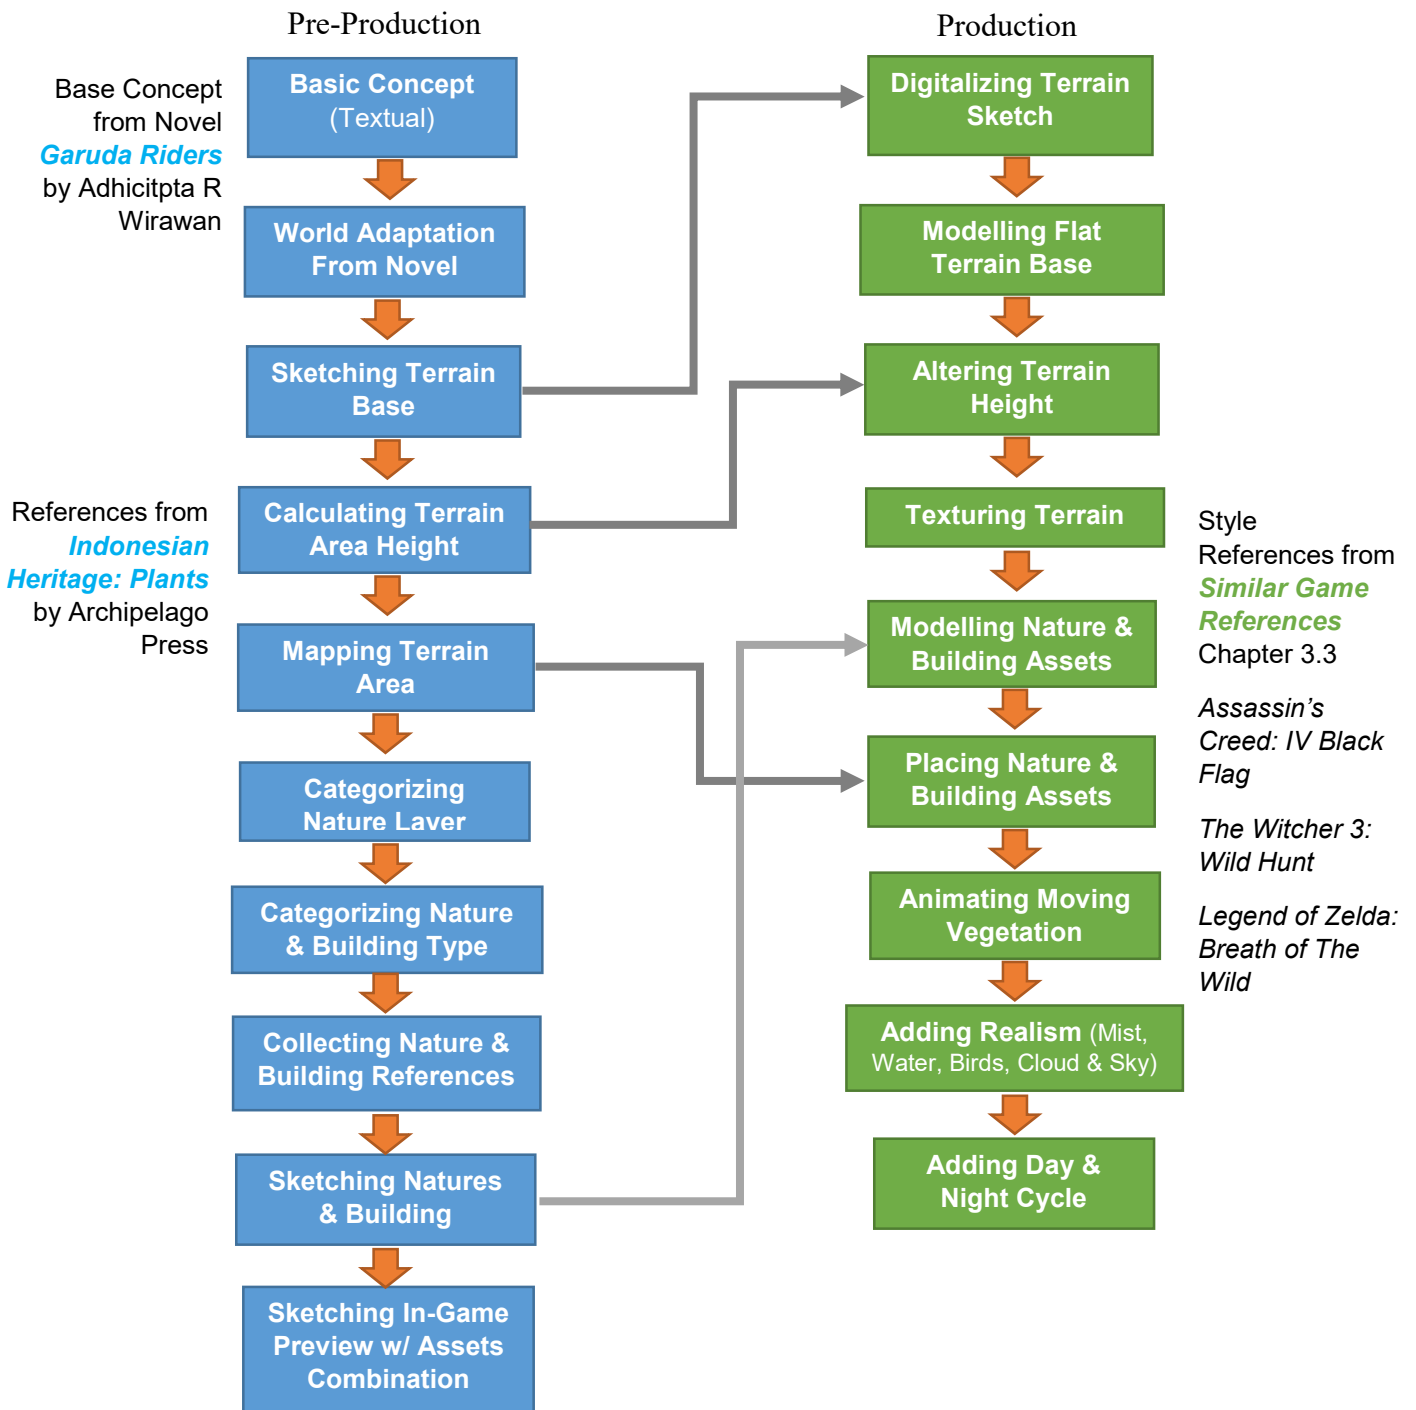 Pre-Production
Base Concept
from Novel
Garuda Riders
by Adhicitpta R
Wirawan
Basic Concept
(Textual)
World Adaptation
From Novel
Sketching Terrain
Base
Calculating Terrain
Area Height
References from
Indonesian
Heritage: Plants
by Archipelago
Press
Mapping Terrain
Area
Categorizing
Nature Layer
Categorizing Nature
& Building Type
Collecting Nature &
Building References
Sketching Natures
& Building
Sketching In-Game
Preview w/ Assets
Combination
Production
Digitalizing Terrain
Sketch
Modelling Flat
Terrain Base
Altering Terrain
Height
Texturing Terrain
Modelling Nature &
Building Assets
Placing Nature &
Building Assets
Animating Moving
Vegetation
Adding Realism (Mist,
Water, Birds, Cloud & Sky)
Adding Day &
Night Cycle
Style
References from
Similar Game
References
Chapter 3.3
Assassin’s
Creed: IV Black
Flag
The Witcher 3:
Wild Hunt
Legend of Zelda:
Breath of The
Wild